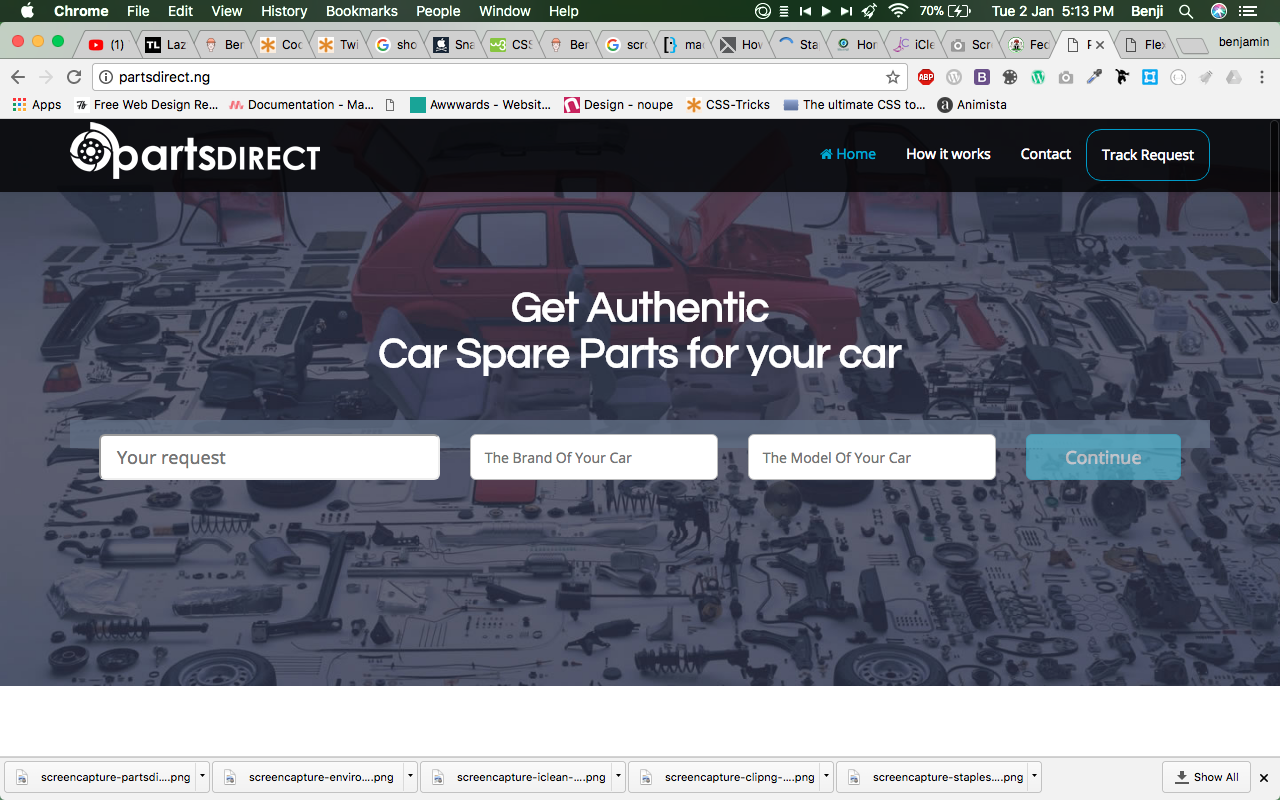 Chrome File Edit View History Bookmarks People Window Help 70% Tue 2 Jan 5:13 PM Benji
(1) TL Laz Ber Coc Twi G sho Sna CSS Ber G scr ma Hov Sta Hor iCle Scr Fec F Flex benjamin
partsdirect.ng ABP
Apps Free Web Design Re... Documentation - Ma... Awwwards - Websit... Design - noupe CSS-Tricks The ultimate CSS to... a Animista
partsDIRECT Home How it works Contact Track Request
Get Authentic
Car Spare Parts for your car
Your request The Brand Of Your Car The Model Of Your Car Continue
screencapture-partsdi....png screencapture-enviro....png screencapture-iclean-....png screencapture-clipng-....png screencapture-staples....png Show All